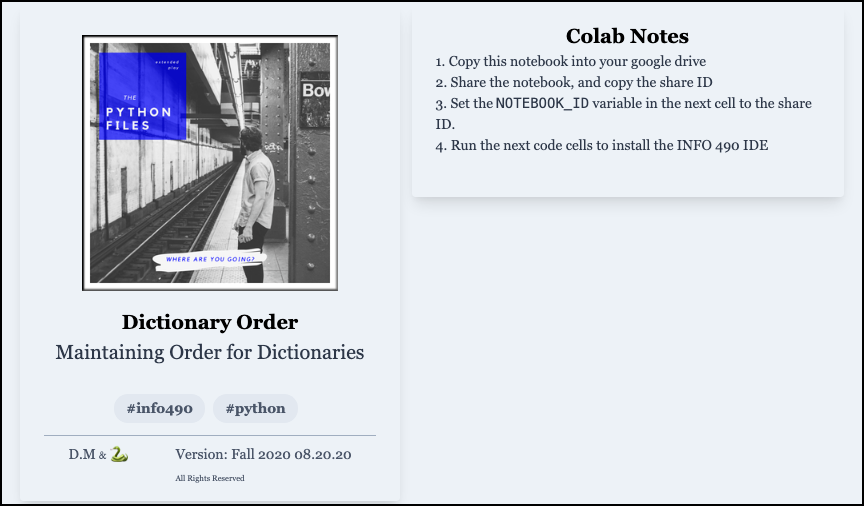 extended
play
THE
PYTHON
FILES
Bow
WHERE ARE YOU GOING?
Dictionary Order
Maintaining Order for Dictionaries
#info490
#python
D.M & 🐍
Version: Fall 2020 08.20.20
All Rights Reserved
Colab Notes
1. Copy this notebook into your google drive
2. Share the notebook, and copy the share ID
3. Set the NOTEBOOK_ID variable in the next cell to the share
ID.
4. Run the next code cells to install the INFO 490 IDE